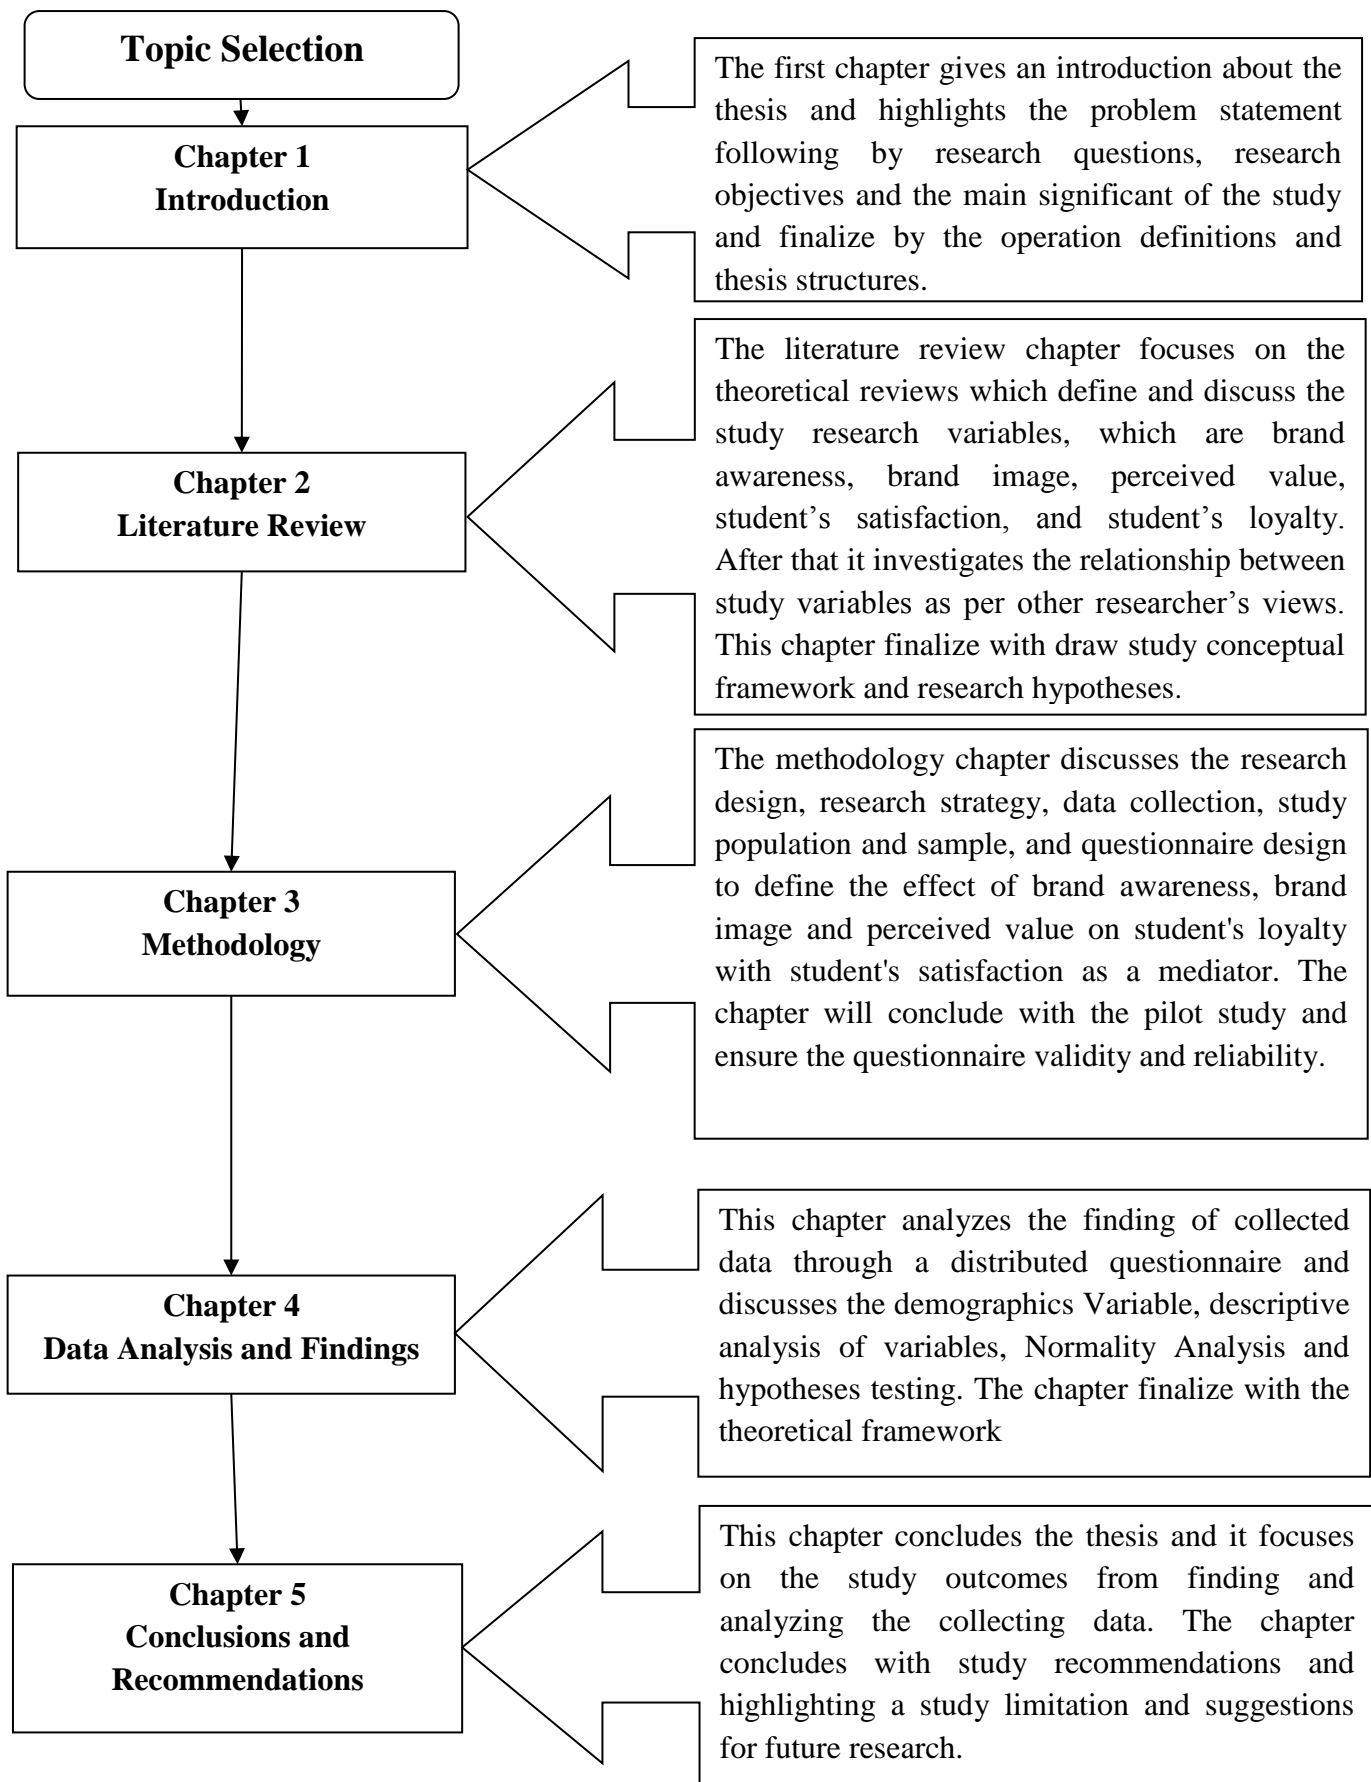 Topic Selection
Chapter 1
Introduction
The first chapter gives an introduction about the
thesis and highlights the problem statement
following by research questions, research
objectives and the main significant of the study
and finalize by the operation definitions and
thesis structures.
Chapter 2
Literature Review
The literature review chapter focuses on the
theoretical reviews which define and discuss the
study research variables, which are brand
awareness, brand image, perceived value,
student’s satisfaction, and student’s loyalty.
After that it investigates the relationship between
study variables as per other researcher’s views.
This chapter finalize with draw study conceptual
framework and research hypotheses.
Chapter 3
Methodology
The methodology chapter discusses the research
design, research strategy, data collection, study
population and sample, and questionnaire design
to define the effect of brand awareness, brand
image and perceived value on student's loyalty
with student's satisfaction as a mediator. The
chapter will conclude with the pilot study and
ensure the questionnaire validity and reliability.
Chapter 4
Data Analysis and Findings
This chapter analyzes the finding of collected
data through a distributed questionnaire and
discusses the demographics Variable, descriptive
analysis of variables, Normality Analysis and
hypotheses testing. The chapter finalize with the
theoretical framework
Chapter 5
Conclusions and
Recommendations
This chapter concludes the thesis and it focuses
on the study outcomes from finding and
analyzing the collecting data. The chapter
concludes with study recommendations and
highlighting a study limitation and suggestions
for future research.